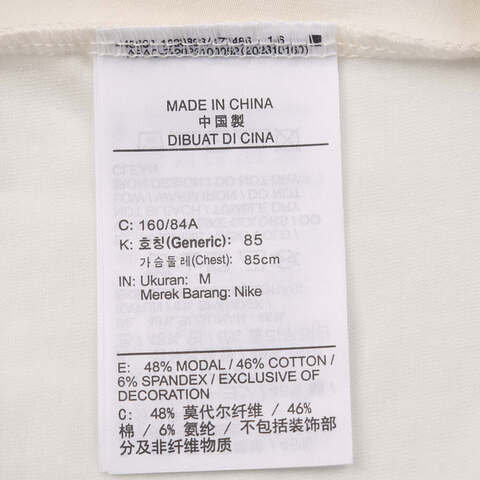 MADE IN CHINA
中国製
DIBUAT DI CINA
C: 160/84A
K: 호칭(Generic): 85
가슴둘레(Chest): 85cm
IN: Ukuran: M
Merek Barang: Nike
E: 48% MODAL / 46% COTTON /
6% SPANDEX / EXCLUSIVE OF
DECORATION
C: 48% 莫代尔纤维 / 46%
棉 / 6% 氨纶 / 不包括装饰部
分及非纤维物质